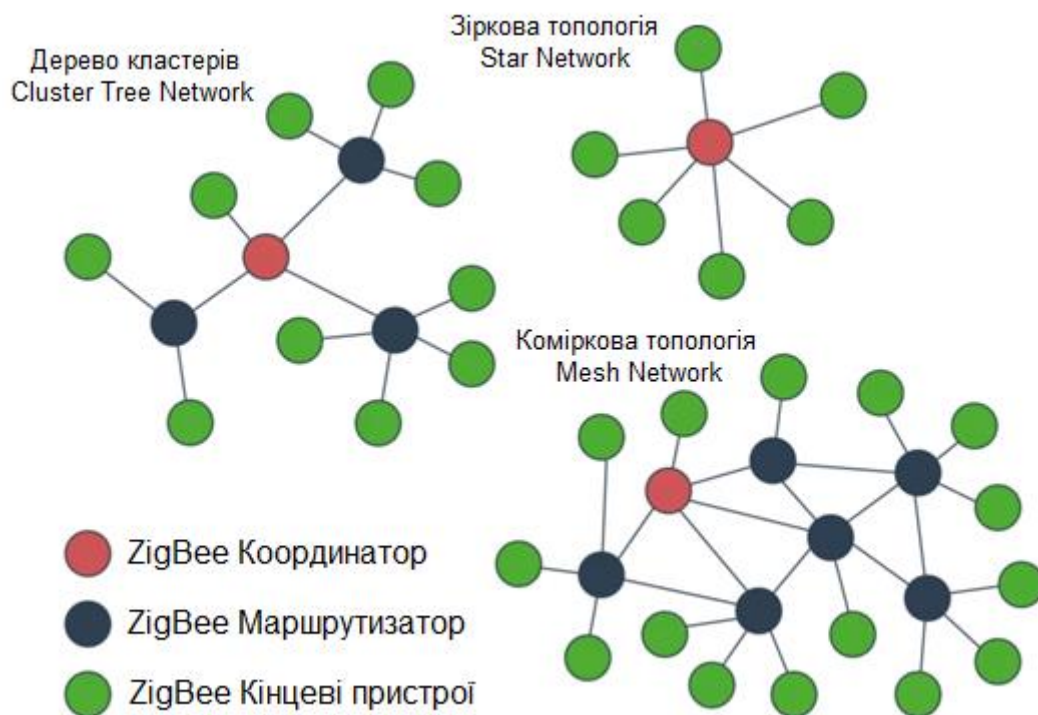 Дерево кластерів
Cluster Tree Network
Зіркова топологія
Star Network
Коміркова топологія
Mesh Network
ZigBee Координатор
ZigBee Маршрутизатор
ZigBee Кінцеві пристрої